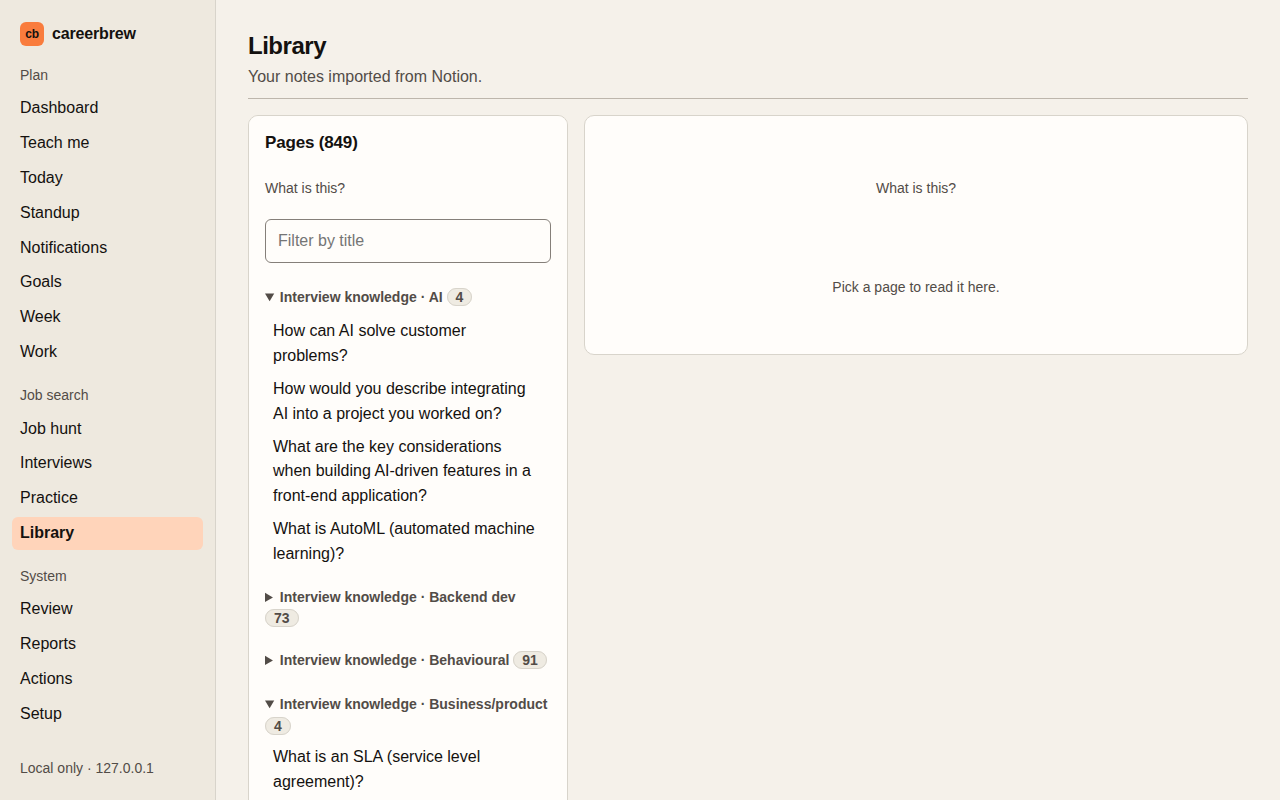 cb careerbrew
Plan
Dashboard
Teach me
Today
Standup
Notifications
Goals
Week
Work
Job search
Job hunt
Interviews
Practice
Library
System
Review
Reports
Actions
Setup
Local only · 127.0.0.1
Library
Your notes imported from Notion.
Pages (849)
What is this?
Filter by title
Interview knowledge · AI 4
How can AI solve customer
problems?
How would you describe integrating
AI into a project you worked on?
What are the key considerations
when building AI-driven features in a
front-end application?
What is AutoML (automated machine
learning)?
Interview knowledge · Backend dev
73
Interview knowledge · Behavioural 91
Interview knowledge · Business/product
4
What is an SLA (service level
agreement)?
What is this?
Pick a page to read it here.